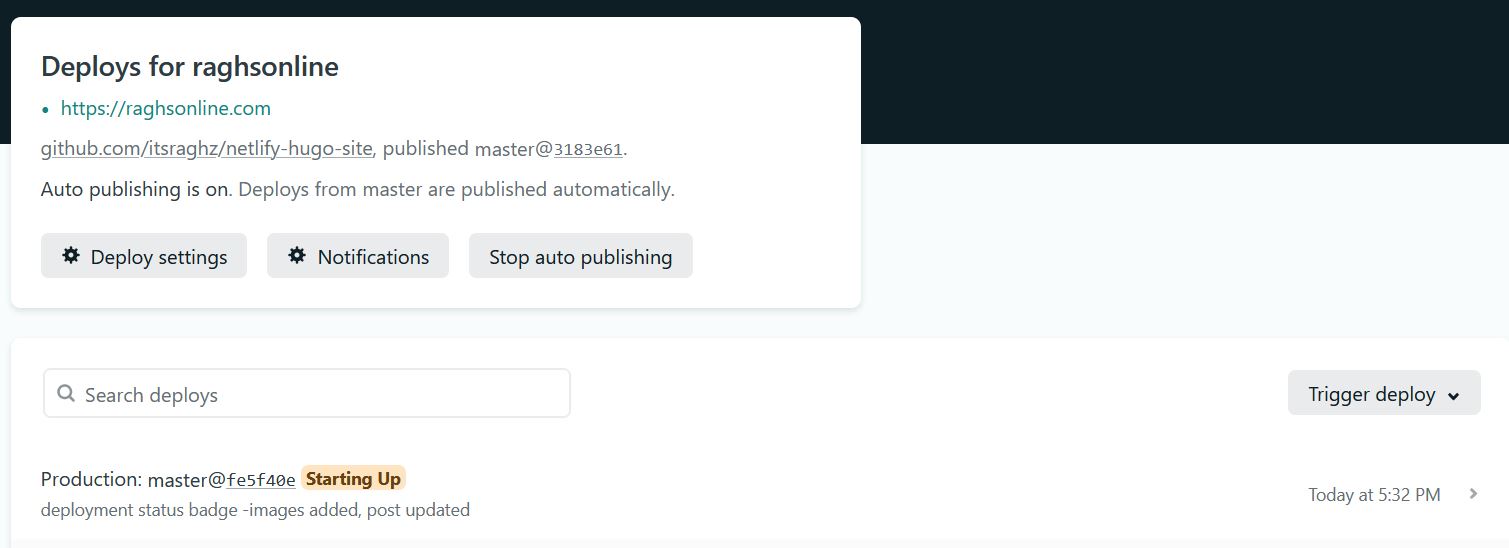 Deploys for raghsonline
• https://raghsonline.com
github.com/itsraghz/netlify-hugo-site, published master@3183e61.
Auto publishing is on. Deploys from master are published automatically.
Deploy settings Notifications Stop auto publishing
Search deploys Trigger deploy
Production: master@fe5f40e Starting Up
deployment status badge -images added, post updated
Today at 5:32 PM